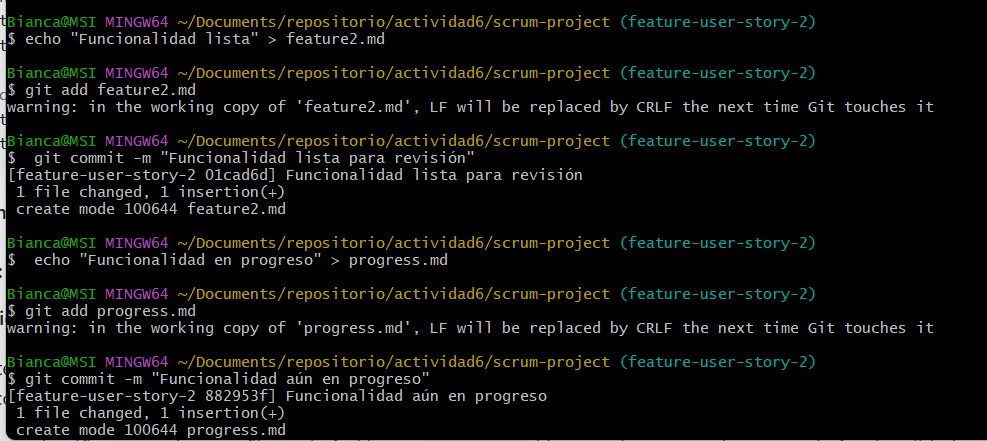 Bianca@MSI MINGW64 ~/Documents/repositorio/actividad6/scrum-project (feature-user-story-2)
$ echo "Funcionalidad lista" > feature2.md
Bianca@MSI MINGW64 ~/Documents/repositorio/actividad6/scrum-project (feature-user-story-2)
$ git add feature2.md
warning: in the working copy of 'feature2.md', LF will be replaced by CRLF the next time Git touches it
Bianca@MSI MINGW64 ~/Documents/repositorio/actividad6/scrum-project (feature-user-story-2)
$  git commit -m "Funcionalidad lista para revisión"
[feature-user-story-2 01cad6d] Funcionalidad lista para revisión
 1 file changed, 1 insertion(+)
 create mode 100644 feature2.md
Bianca@MSI MINGW64 ~/Documents/repositorio/actividad6/scrum-project (feature-user-story-2)
$  echo "Funcionalidad en progreso" > progress.md
Bianca@MSI MINGW64 ~/Documents/repositorio/actividad6/scrum-project (feature-user-story-2)
$ git add progress.md
warning: in the working copy of 'progress.md', LF will be replaced by CRLF the next time Git touches it
Bianca@MSI MINGW64 ~/Documents/repositorio/actividad6/scrum-project (feature-user-story-2)
$ git commit -m "Funcionalidad aún en progreso"
[feature-user-story-2 882953f] Funcionalidad aún en progreso
 1 file changed, 1 insertion(+)
 create mode 100644 progress.md